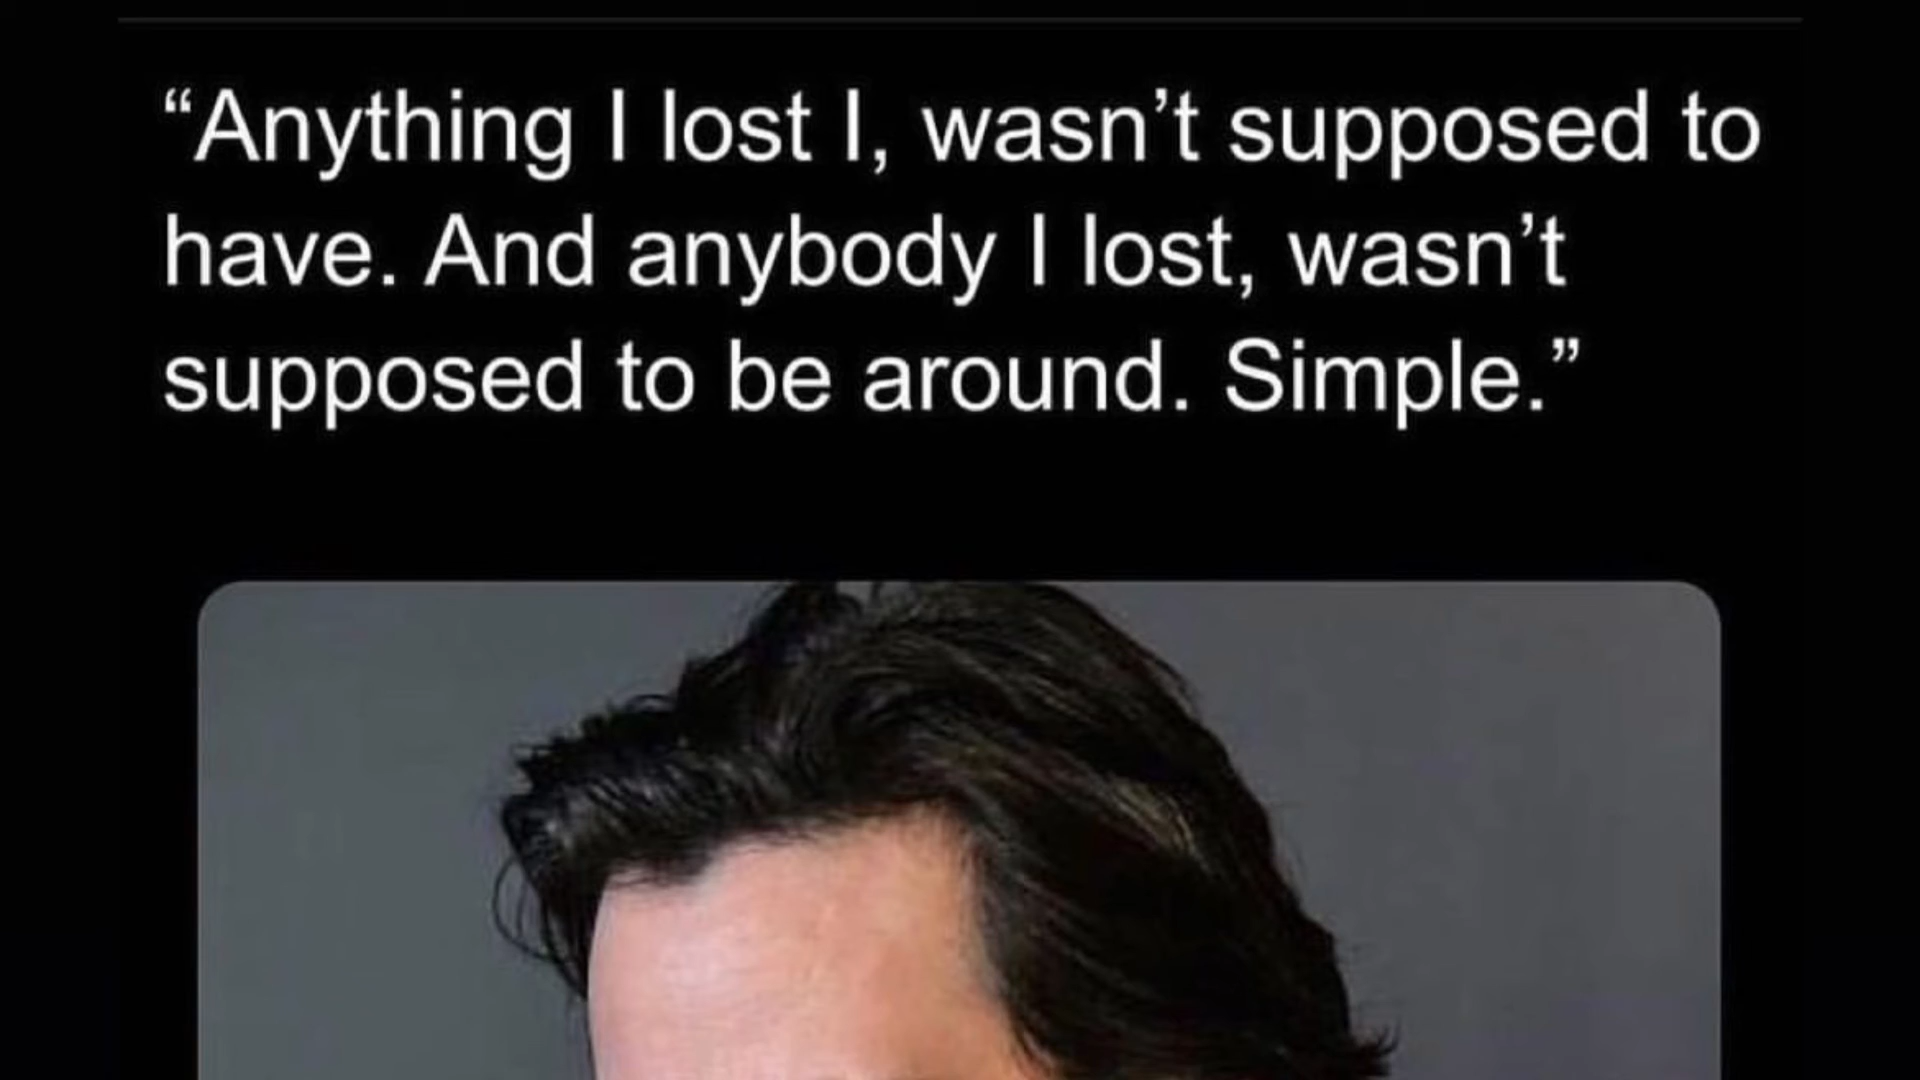 “Anything I lost I, wasn’t supposed to
have. And anybody I lost, wasn’t
supposed to be around. Simple.”